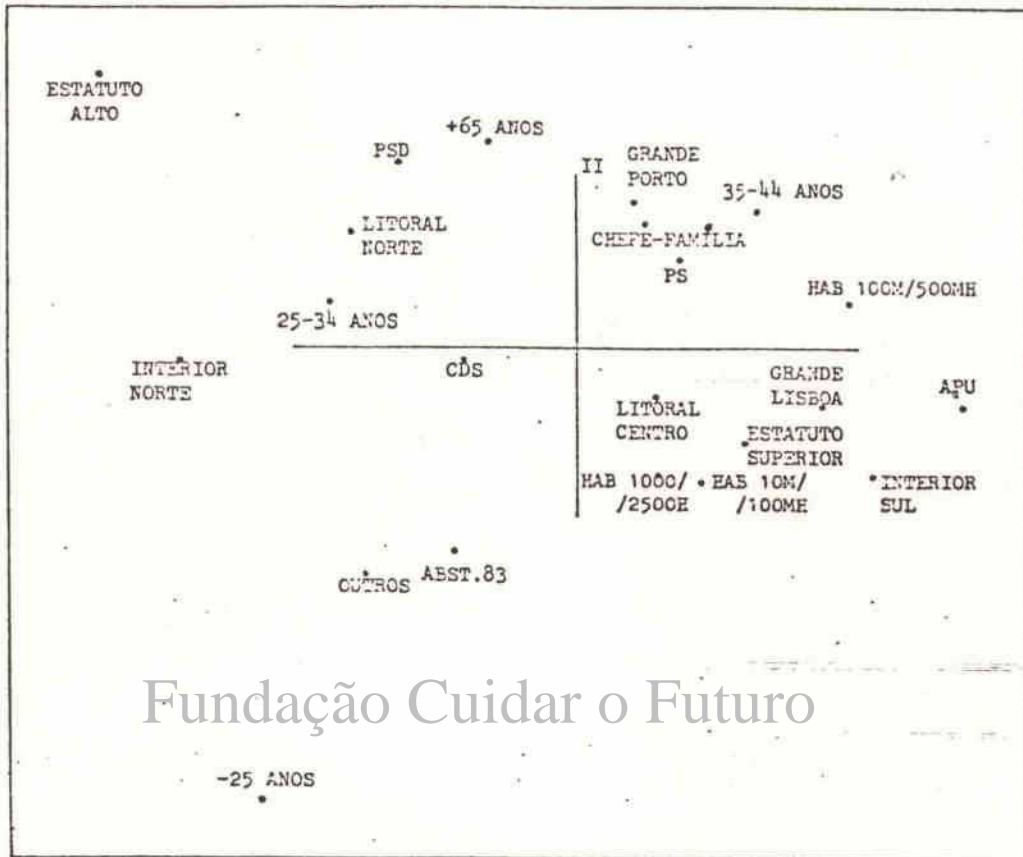 ESTATUTO
ALTO
+65 ANOS
PSD
II
GRANDE
PORTO
35-44 ANOS
LITORAL
NORTE
CHEFE-FAMÍLIA
PS
HAB 100M/500MH
25-34 ANOS
INTERIOR
NORTE
CDS
GRANDE
LISBOA
APU
LITORAL
CENTRO
ESTATUTO
SUPERIOR
HAB 1000/
/2500H
HAB 10M/
/100MH
INTERIOR
SUL
OUTROS
ABST.83
Fundação Cuidar o Futuro
-25 ANOS